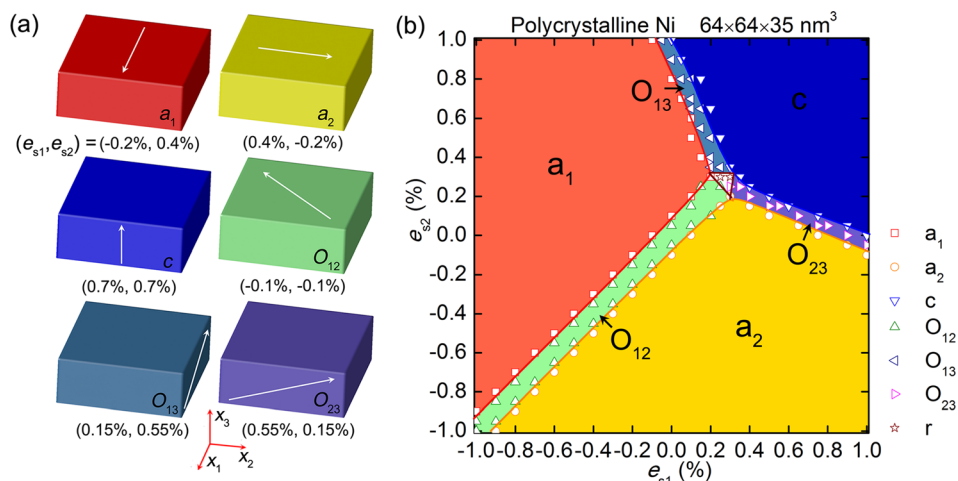 (a)
a1
a2
(es1,es2) = (-0.2%, 0.4%)
(0.4%, -0.2%)
c
O12
(0.7%, 0.7%)
(-0.1%, -0.1%)
O13
O23
(0.15%, 0.55%)
(0.55%, 0.15%)
x3
x1
x2
(b)
Polycrystalline Ni 64×64×35 nm³
1.0
0.8
0.6
0.4
0.2
0.0
-0.2
-0.4
-0.6
-0.8
-1.0
es2 (%)
O13
c
a1
O23
O12
a2
-1.0 -0.8 -0.6 -0.4 -0.2 0.0 0.2 0.4 0.6 0.8 1.0
es1 (%)
a1
a2
c
O12
O13
O23
r